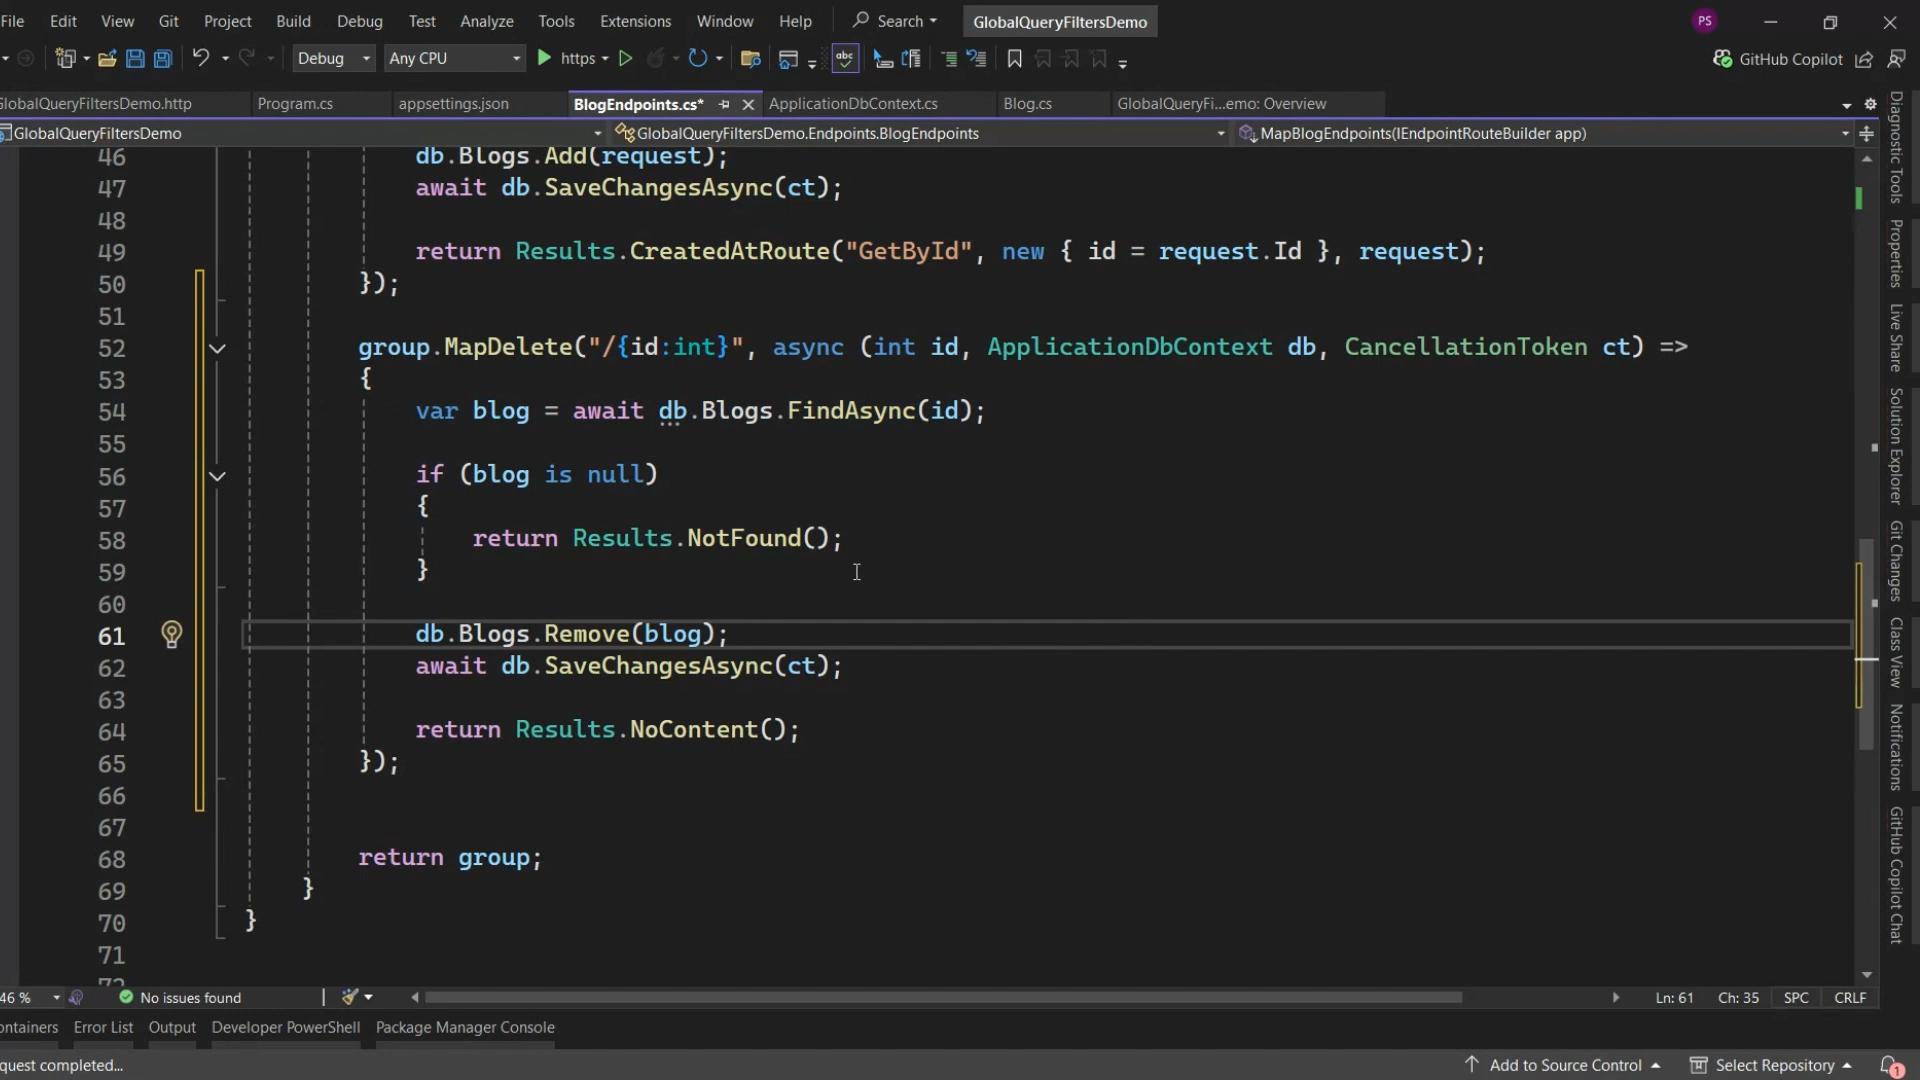 File Edit View Git Project Build Debug Test Analyze Tools Extensions Window Help Search GlobalQueryFiltersDemo PS
Debug Any CPU https GitHub Copilot
GlobalQueryFiltersDemo.http Program.cs appsettings.json BlogEndpoints.cs* ApplicationDbContext.cs Blog.cs GlobalQueryFi...emo: Overview
GlobalQueryFiltersDemo GlobalQueryFiltersDemo.Endpoints.BlogEndpoints MapBlogEndpoints(IEndpointRouteBuilder app)
46 db.Blogs.Add(request);
47 await db.SaveChangesAsync(ct);
48
49 return Results.CreatedAtRoute("GetById", new { id = request.Id }, request);
50 });
51
52 group.MapDelete("/{id:int}", async (int id, ApplicationDbContext db, CancellationToken ct) =>
53 {
54 var blog = await db.Blogs.FindAsync(id);
55
56 if (blog is null)
57 {
58 return Results.NotFound();
59 }
60
61 db.Blogs.Remove(blog);
62 await db.SaveChangesAsync(ct);
63
64 return Results.NoContent();
65 });
66
67
68 return group;
69 }
70 }
71
Diagnostic Tools
Properties
Live Share
Solution Explorer
Git Changes
Class View
Notifications
GitHub Copilot Chat
46 % No issues found Ln: 61 Ch: 35 SPC CRLF
ontainers Error List Output Developer PowerShell Package Manager Console
quest completed... Add to Source Control Select Repository 1